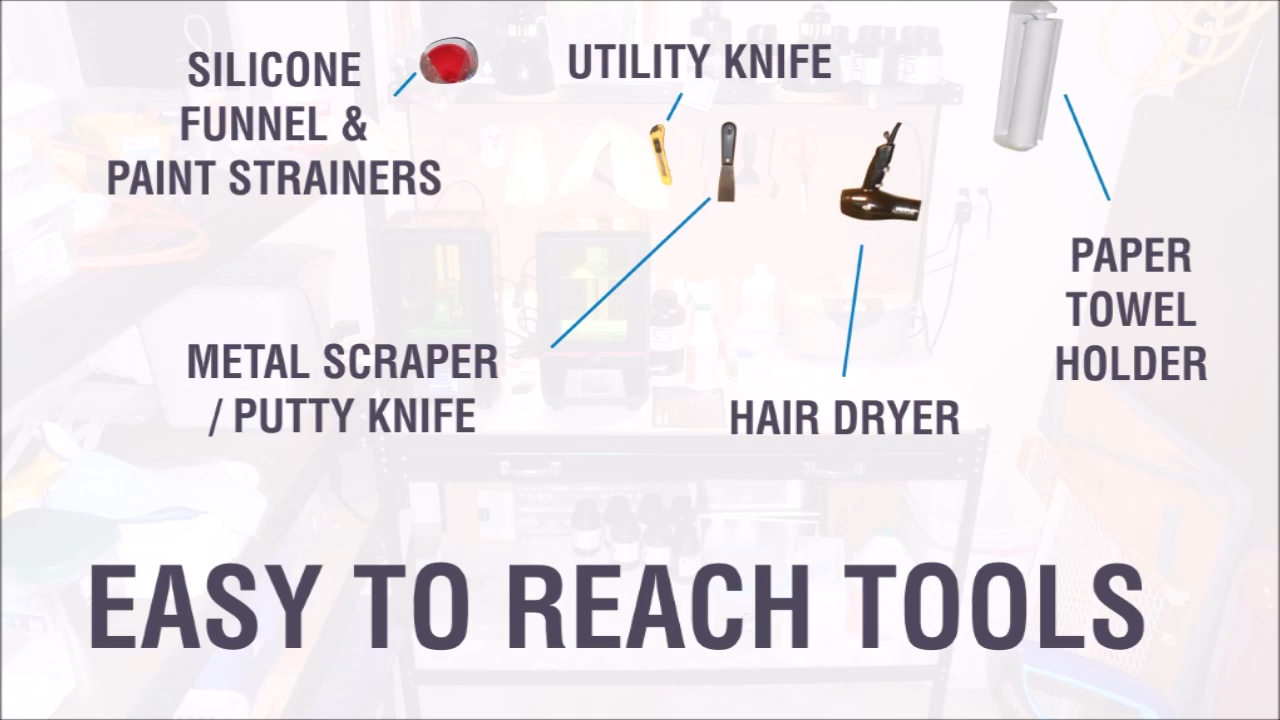 SILICONE
FUNNEL &
PAINT STRAINERS
UTILITY KNIFE
METAL SCRAPER
/ PUTTY KNIFE
HAIR DRYER
PAPER
TOWEL
HOLDER
EASY TO REACH TOOLS